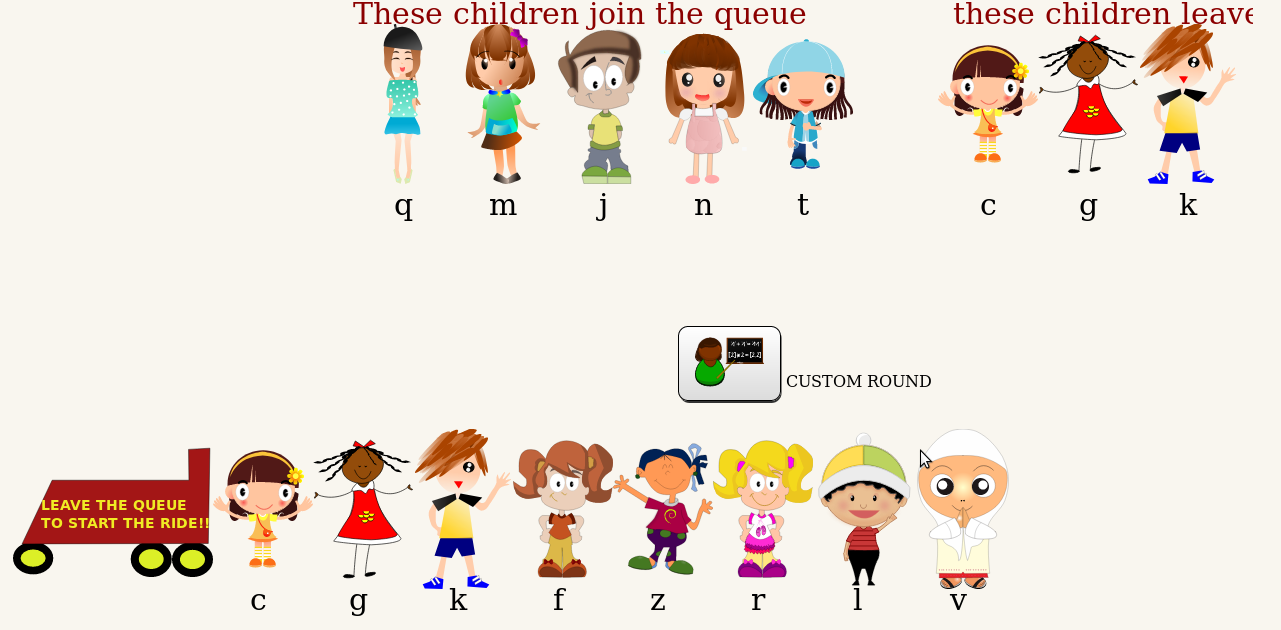 These children join the queue
these children leave
q m j n t
c g k
CUSTOM ROUND
LEAVE THE QUEUE
TO START THE RIDE!!
c g k f z r l v